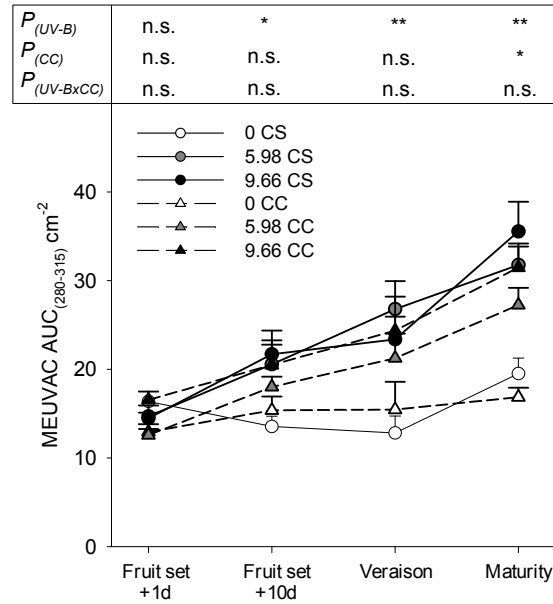 P(UV-B) n.s. * ** **
P(CC) n.s. n.s. n.s. *
P(UV-BxCC) n.s. n.s. n.s. n.s.
0 CS
5.98 CS
9.66 CS
0 CC
5.98 CC
9.66 CC
MEUVAC AUC(280-315) cm-2
40
30
20
10
0
Fruit set Fruit set Veraison Maturity
+1d +10d